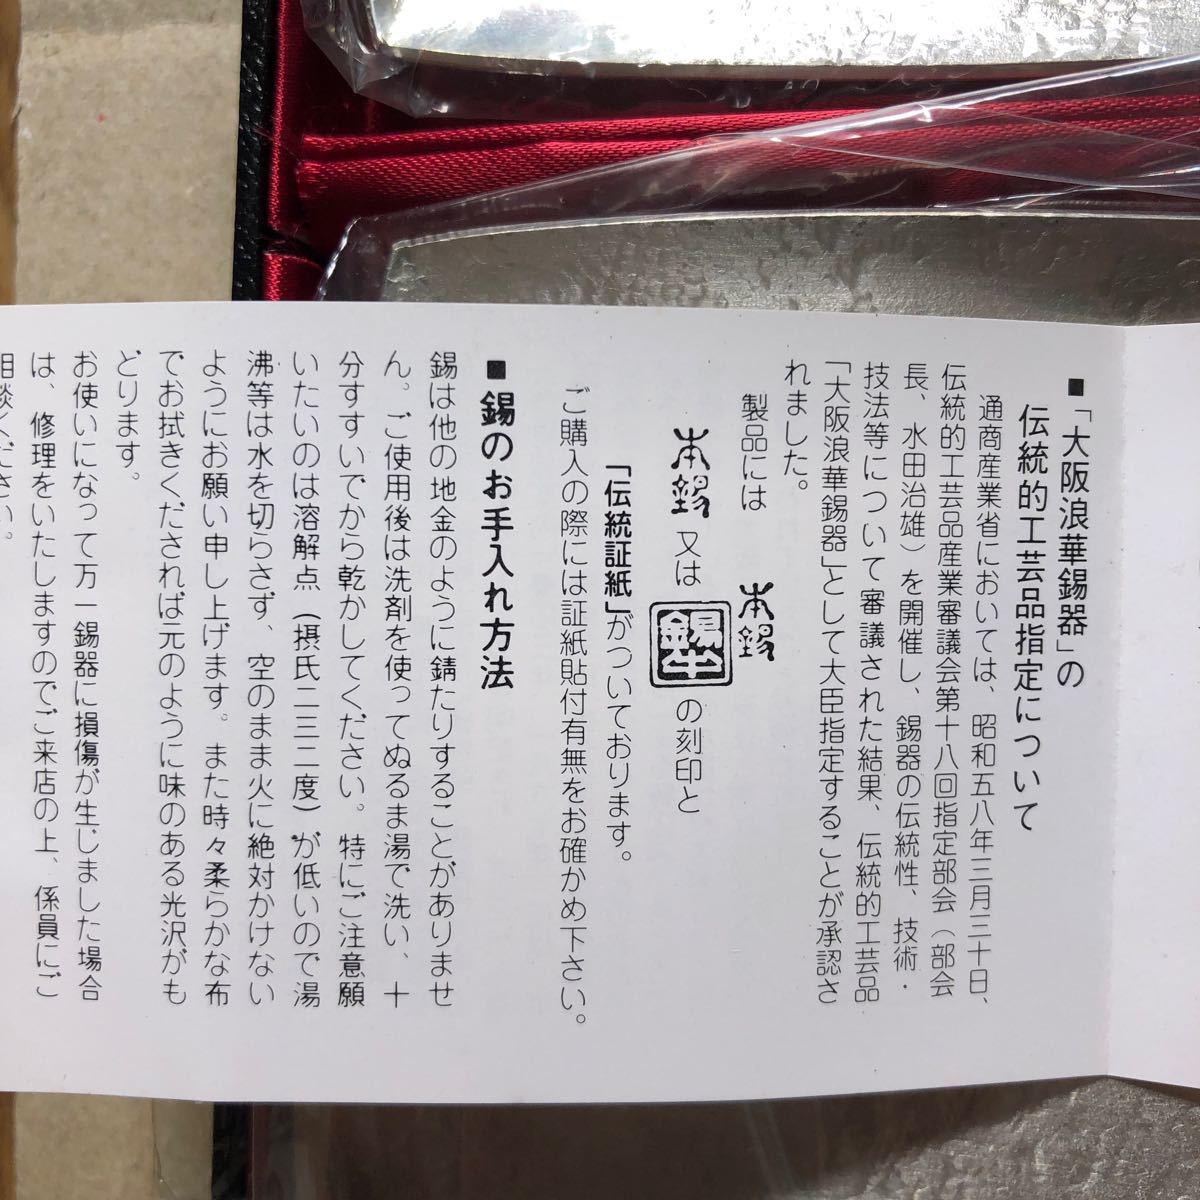 ■「大阪浪華錫器」の
伝統的工芸品指定について
通商産業省においては、昭和五八年三月三十日、
伝統的工芸品産業審議会第十八回指定部会（部会
長、水田治雄）を開催し、錫器の伝統性、技術・
技法等について審議された結果、伝統的工芸品
「大阪浪華錫器」として大臣指定することが承認さ
れました。
製品には 本錫
本錫 又は 錫半 の刻印と
「伝統証紙」がついております。
ご購入の際には証紙貼付有無をお確かめ下さい。
■錫のお手入れ方法
錫は他の地金のように錆たりすることがありませ
ん。ご使用後は洗剤を使ってぬるま湯で洗い、十
分すすいでから乾かしてください。特にご注意願
いたいのは溶解点（摂氏二三二度）が低いので湯
沸等は水を切らさず、空のまま火に絶対かけない
ようにお願い申し上げます。また時々柔らかな布
でお拭きくだされば元のように味のある光沢がも
どります。
お使いになって万一錫器に損傷が生じました場合
は、修理をいたしますのでご来店の上、係員にご
相談ください。